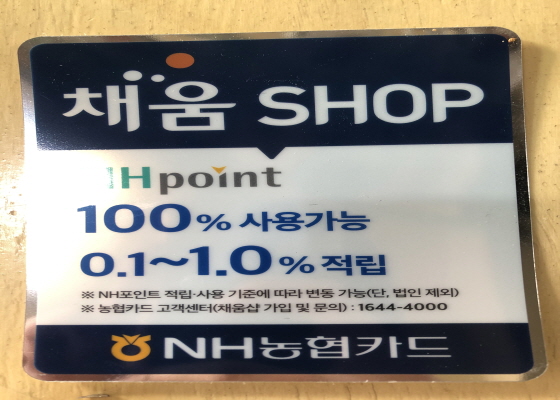 채움 SHOP
NHpoint
100% 사용가능
0.1~1.0% 적립
※ NH포인트 적립·사용 기준에 따라 변동 가능(단, 법인 제외)
※ 농협카드 고객센터(채움샵 가입 및 문의) : 1644-4000
NH농협카드